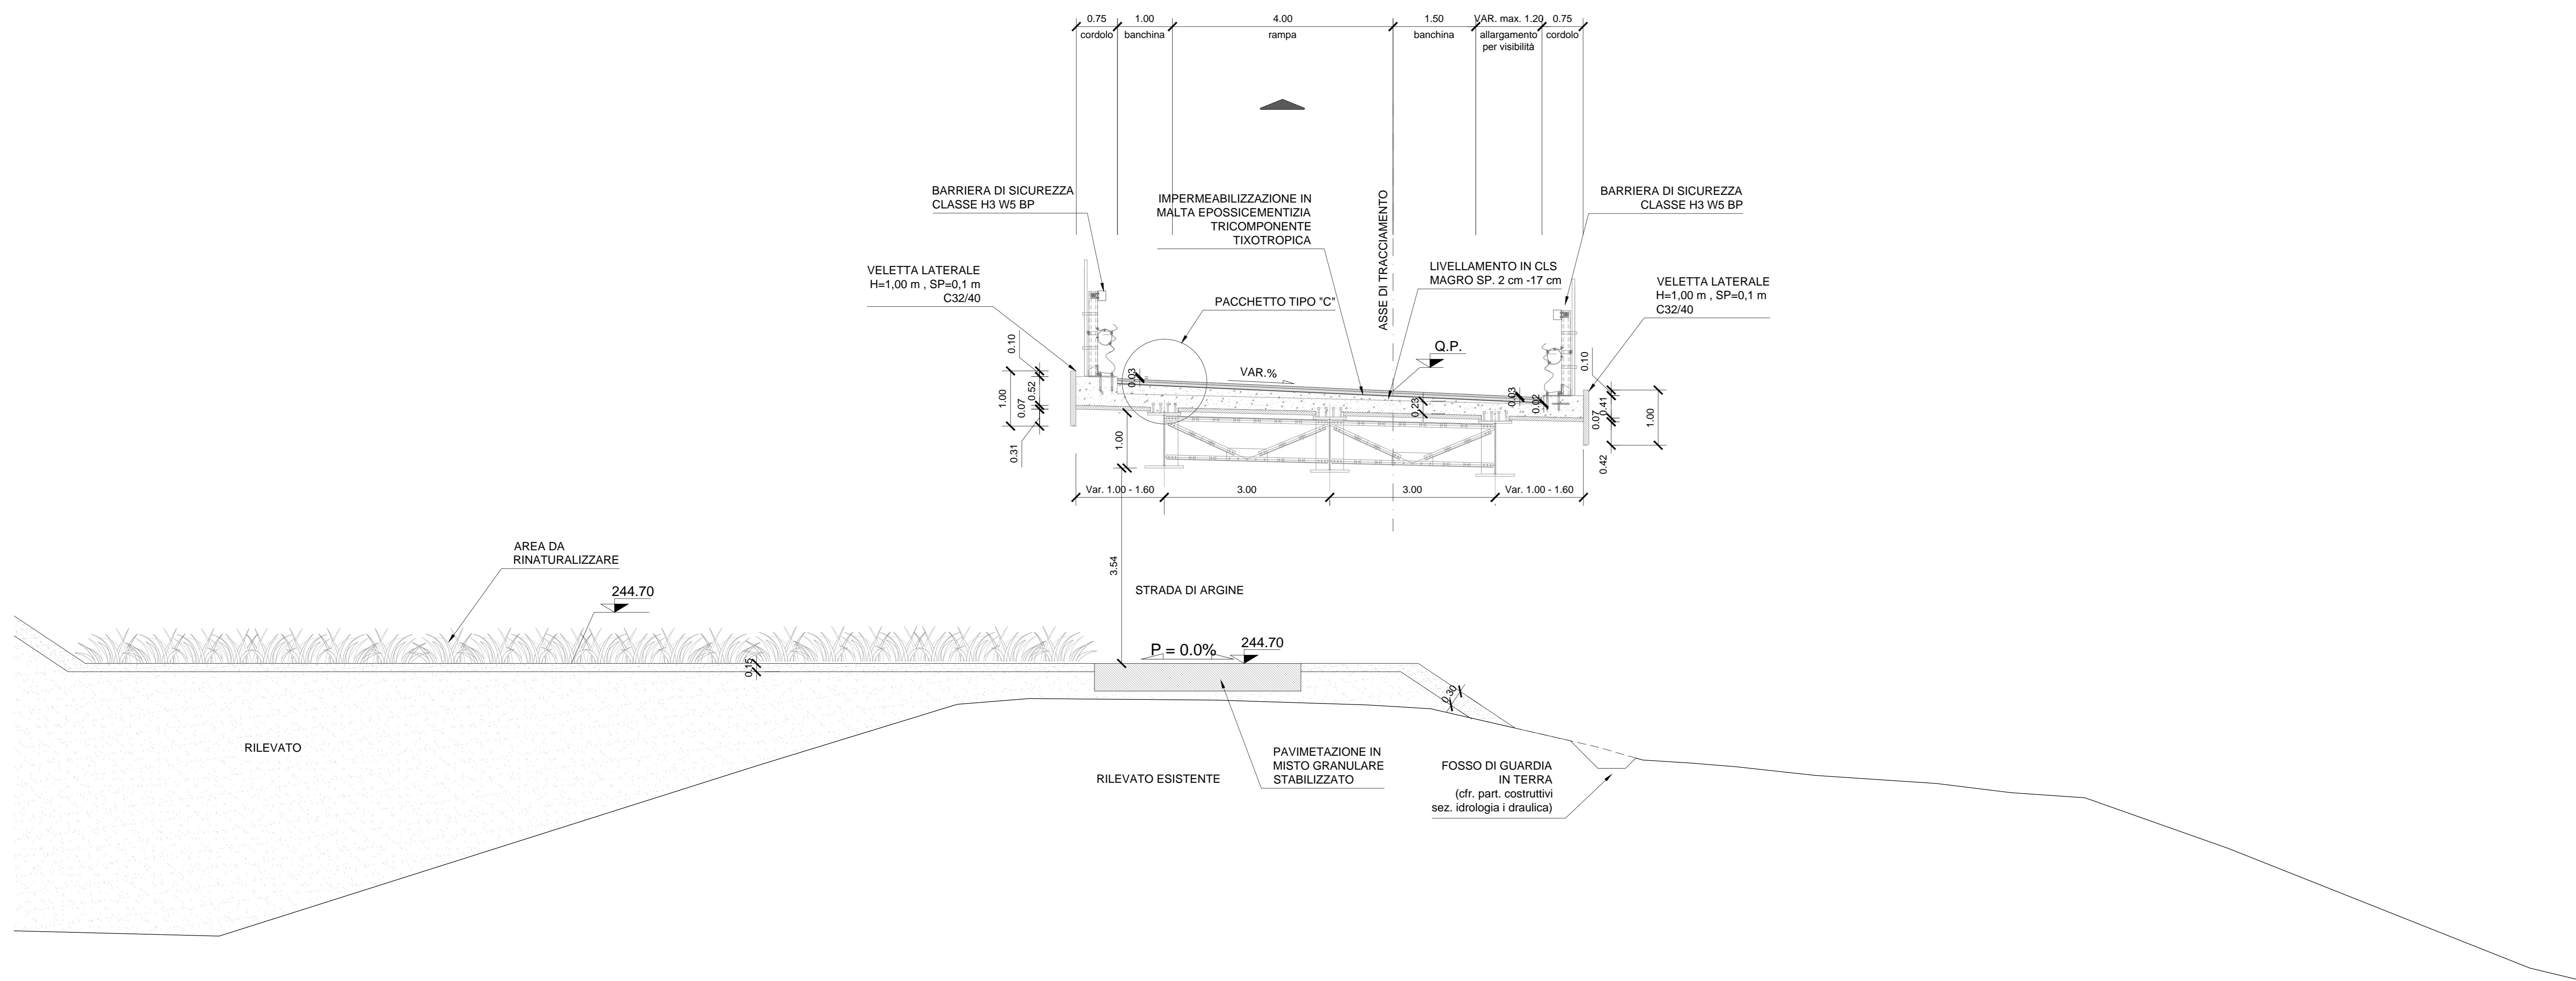 0.75 1.00 4.00 1.50 VAR. max. 1.20 0.75
cordolo banchina rampa banchina allargamento cordolo
per visibilità
BARRIERA DI SICUREZZA
CLASSE H3 W5 BP
IMPERMEABILIZZAZIONE IN
MALTA EPOSSICEMENTIZIA
TRICOMPONENTE
TIXOTROPICA
ASSE DI TRACCIAMENTO
BARRIERA DI SICUREZZA
CLASSE H3 W5 BP
VELETTA LATERALE
H=1,00 m , SP=0,1 m
C32/40
PACCHETTO TIPO "C"
LIVELLAMENTO IN CLS
MAGRO SP. 2 cm -17 cm
VELETTA LATERALE
H=1,00 m , SP=0,1 m
C32/40
Q.P.
VAR.%
0.10
1.00
0.52
0.07
0.31
0.03
1.00
0.23
0.03
0.02
0.10
0.41
0.07
1.00
0.42
Var. 1.00 - 1.60 3.00 3.00 Var. 1.00 - 1.60
3.54
AREA DA
RINATURALIZZARE
244.70
STRADA DI ARGINE
P = 0.0%
244.70
0.15
0.30
RILEVATO
RILEVATO ESISTENTE
PAVIMETAZIONE IN
MISTO GRANULARE
STABILIZZATO
FOSSO DI GUARDIA
IN TERRA
(cfr. part. costruttivi
sez. idrologia i draulica)